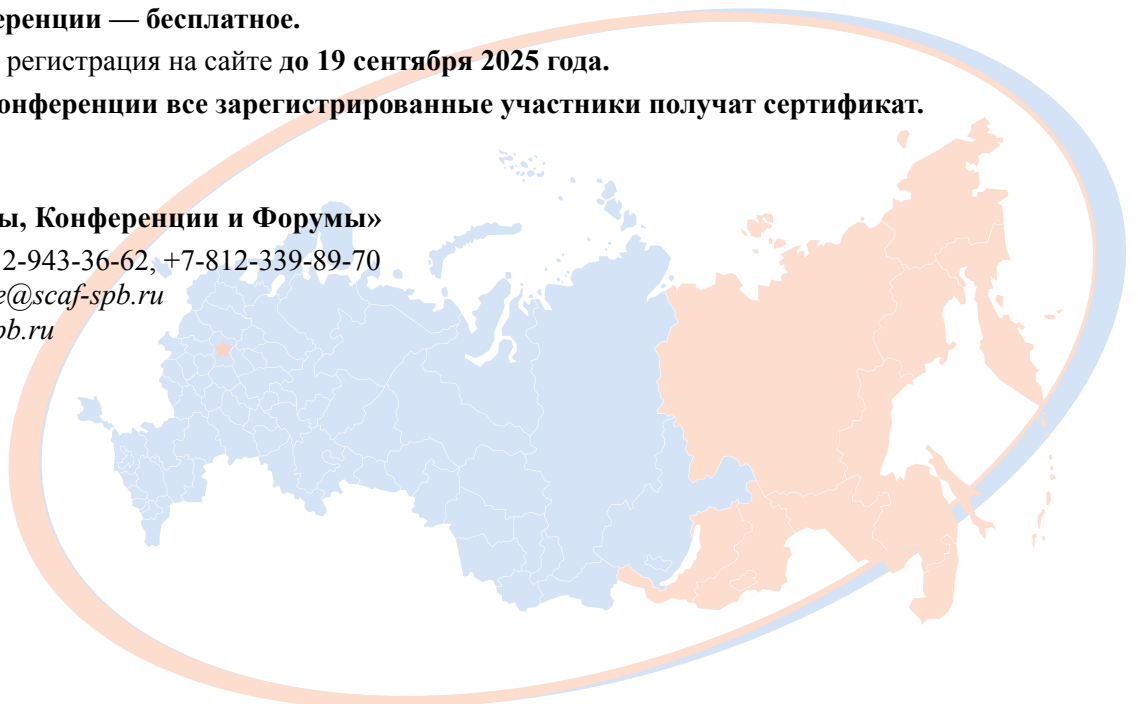 еренции — бесплатное.
регистрация на сайте до 19 сентября 2025 года.
онференции все зарегистрированные участники получат сертификат.
ы, Конференции и Форумы»
2-943-36-62, +7-812-339-89-70
e@scaf-spb.ru
pb.ru